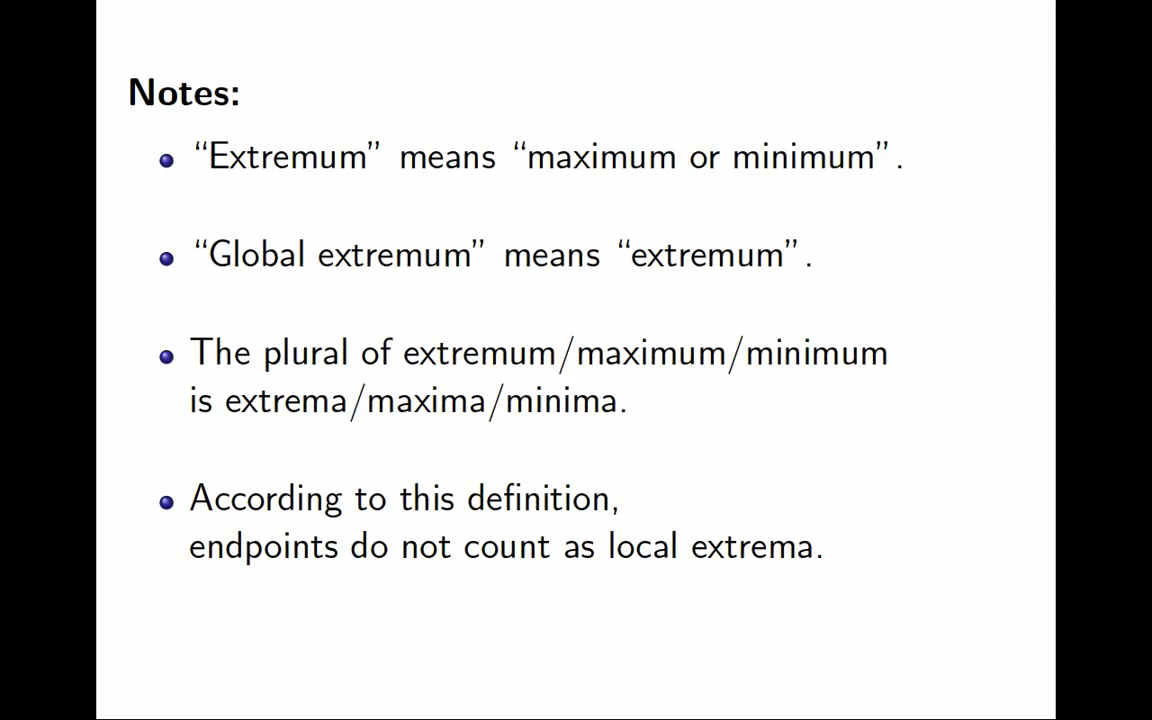 Notes:
“Extremum” means “maximum or minimum”.
“Global extremum” means “extremum”.
The plural of extremum/maximum/minimum
is extrema/maxima/minima.
According to this definition,
endpoints do not count as local extrema.